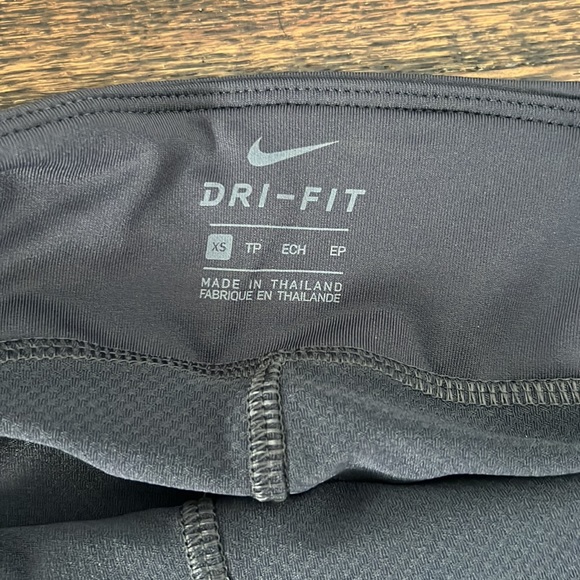 DRI-FIT
XS TP ECH EP
MADE IN THAILAND
FABRIQUE EN THAILANDE